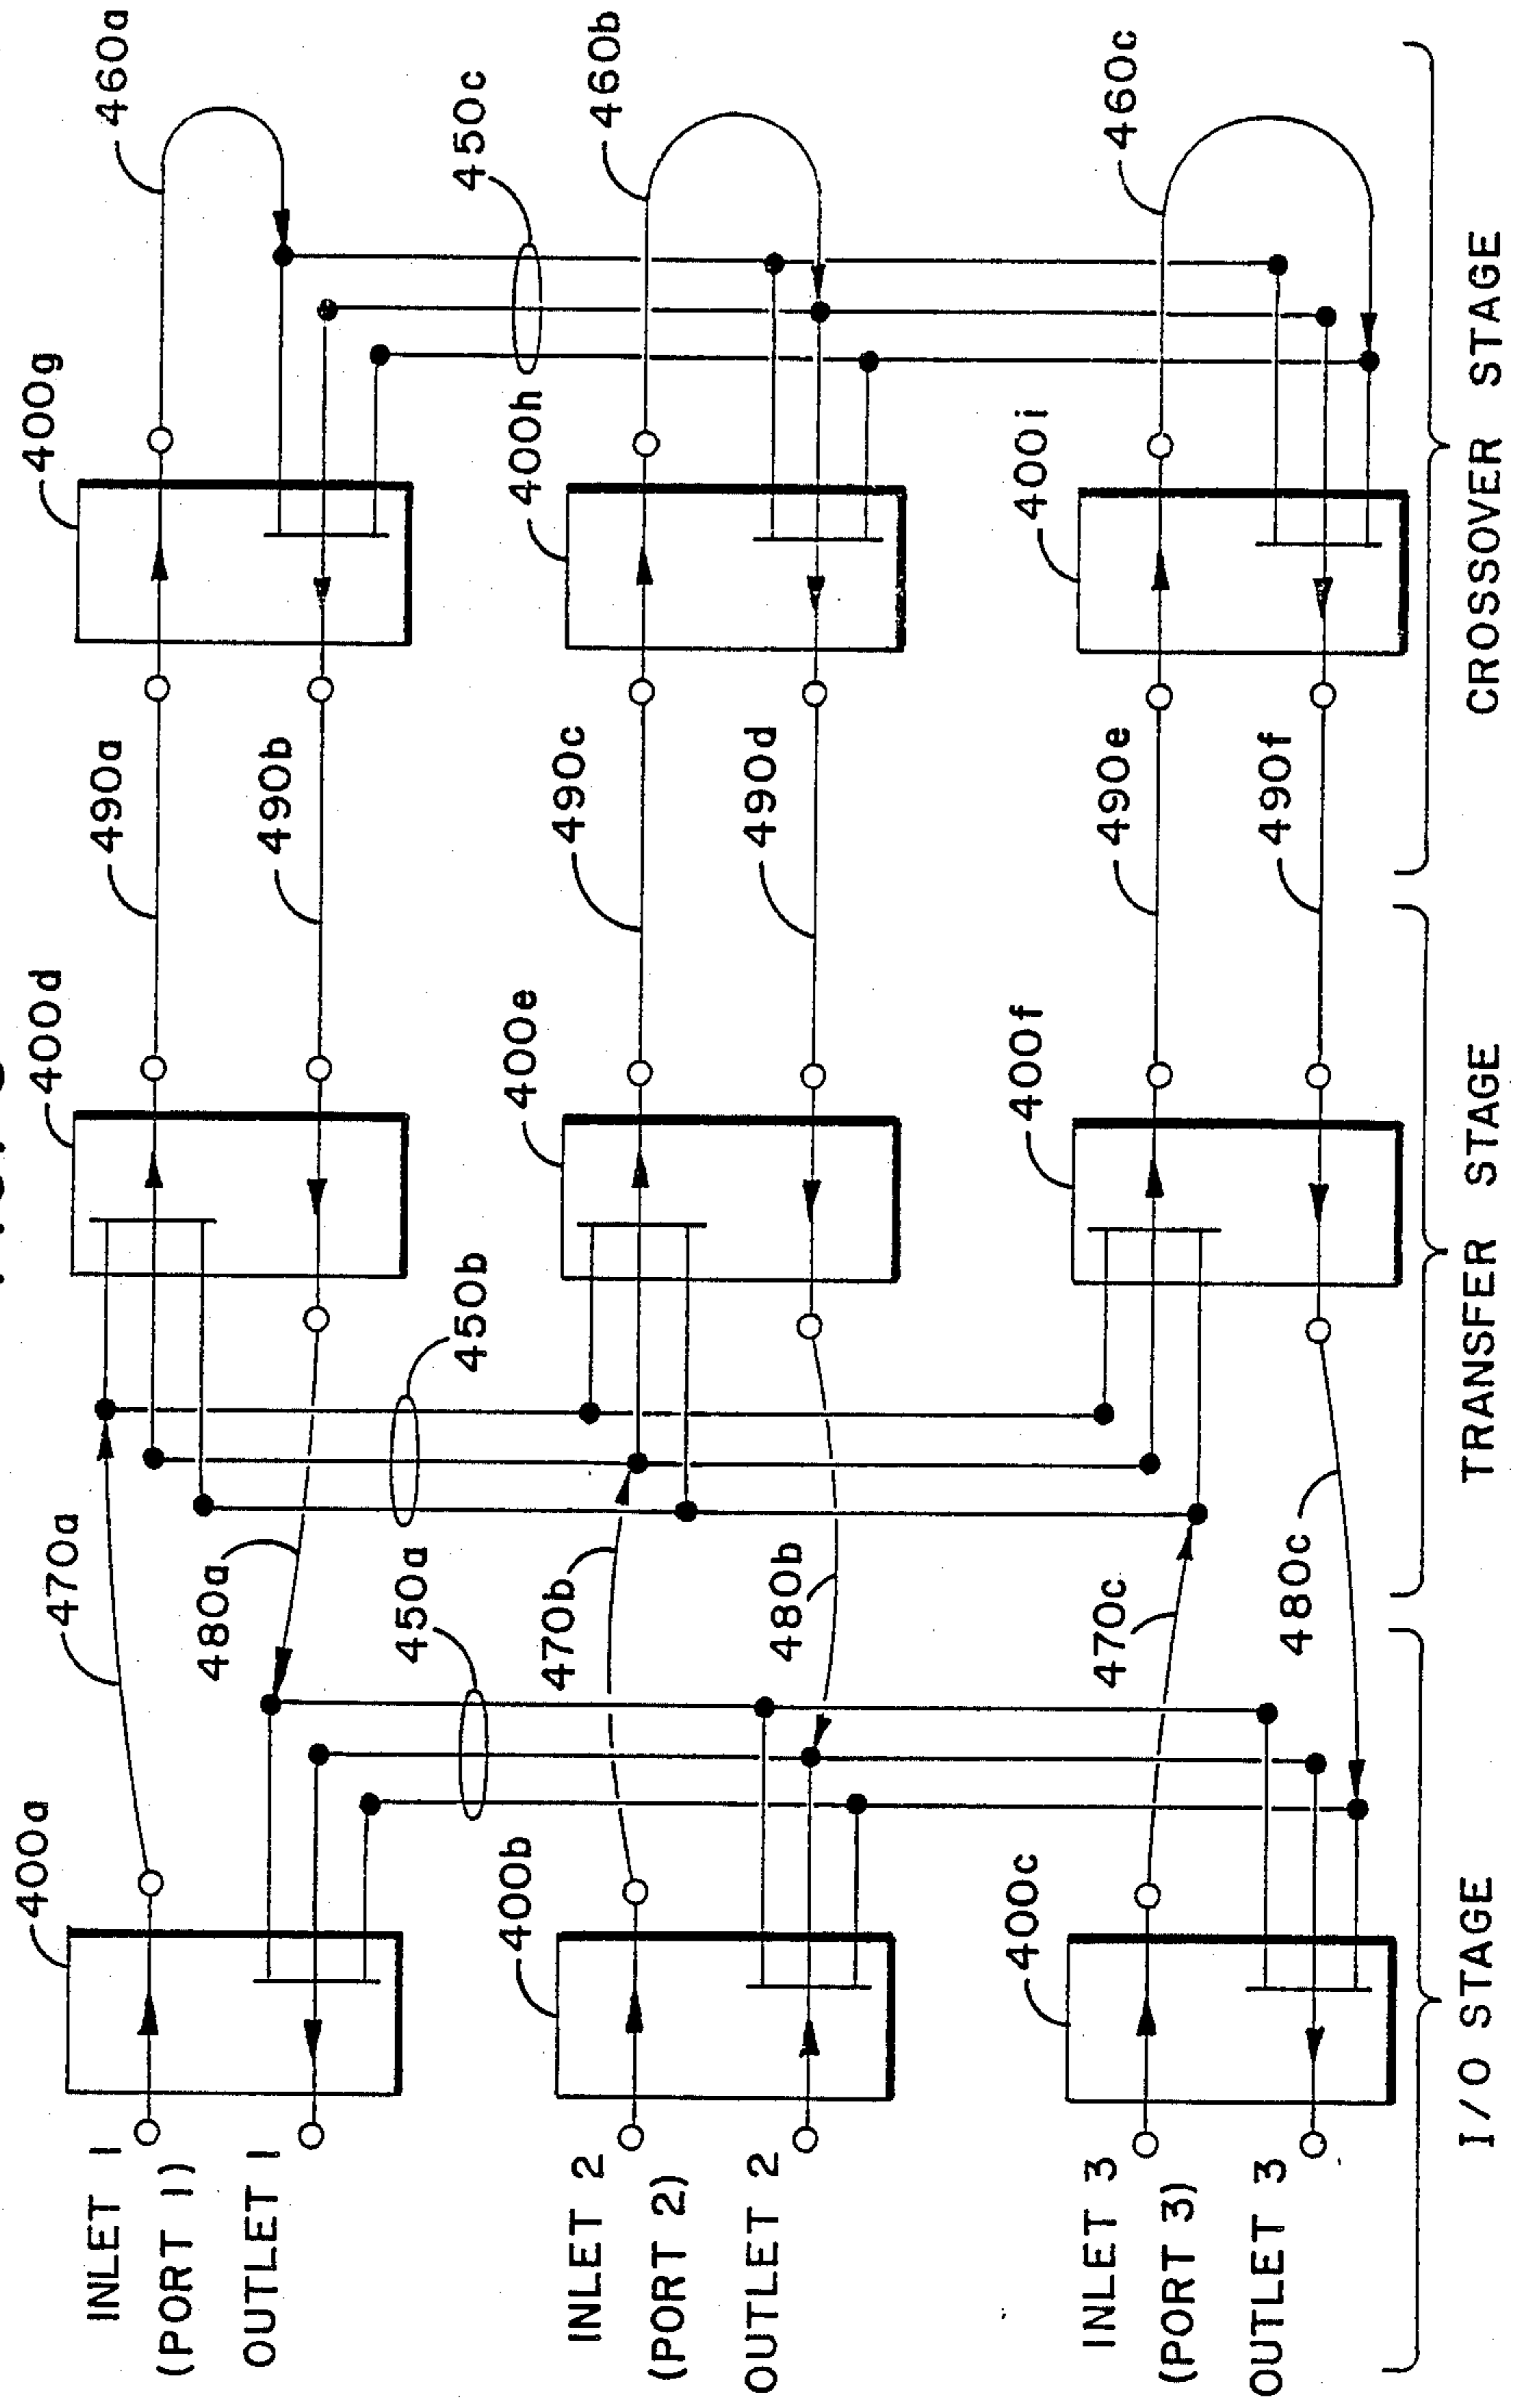 400a
470a
400d
490a
400g
460a
INLET 1
(PORT 1)
OUTLET 1
480a
450a
450b
490b
450c
400b
470b
400e
490c
400h
460b
INLET 2
(PORT 2)
OUTLET 2
480b
490d
400c
470c
400f
490e
400i
460c
INLET 3
(PORT 3)
OUTLET 3
480c
490f
I/O STAGE
TRANSFER STAGE
CROSSOVER STAGE